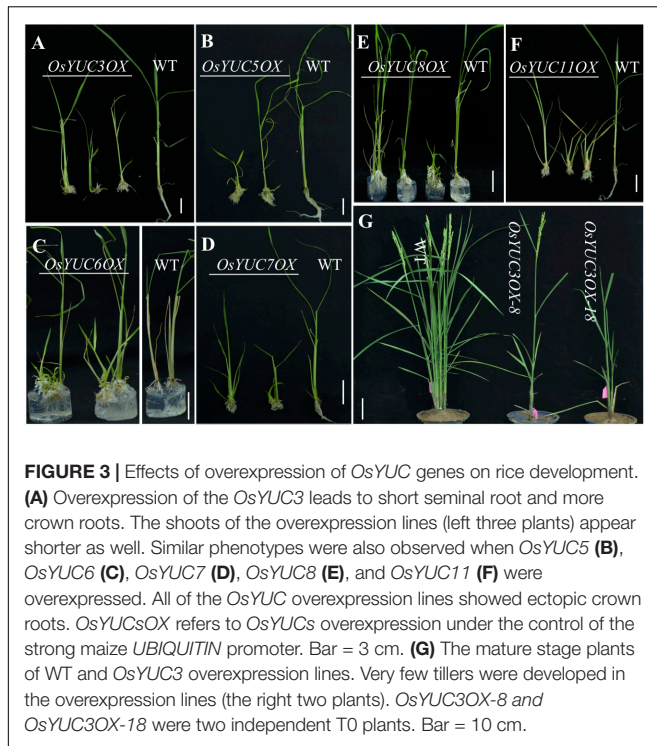 A
OsYUC3OX WT
B
OsYUC5OX WT
E
OsYUC8OX WT
F
OsYUC11OX WT
C
OsYUC6OX WT
D
OsYUC7OX WT
G
WT
OsYUC3OX-8
OsYUC3OX-18
FIGURE 3 | Effects of overexpression of OsYUC genes on rice development.
(A) Overexpression of the OsYUC3 leads to short seminal root and more
crown roots. The shoots of the overexpression lines (left three plants) appear
shorter as well. Similar phenotypes were also observed when OsYUC5 (B),
OsYUC6 (C), OsYUC7 (D), OsYUC8 (E), and OsYUC11 (F) were
overexpressed. All of the OsYUC overexpression lines showed ectopic crown
roots. OsYUCsOX refers to OsYUCs overexpression under the control of the
strong maize UBIQUITIN promoter. Bar = 3 cm. (G) The mature stage plants
of WT and OsYUC3 overexpression lines. Very few tillers were developed in
the overexpression lines (the right two plants). OsYUC3OX-8 and
OsYUC3OX-18 were two independent T0 plants. Bar = 10 cm.